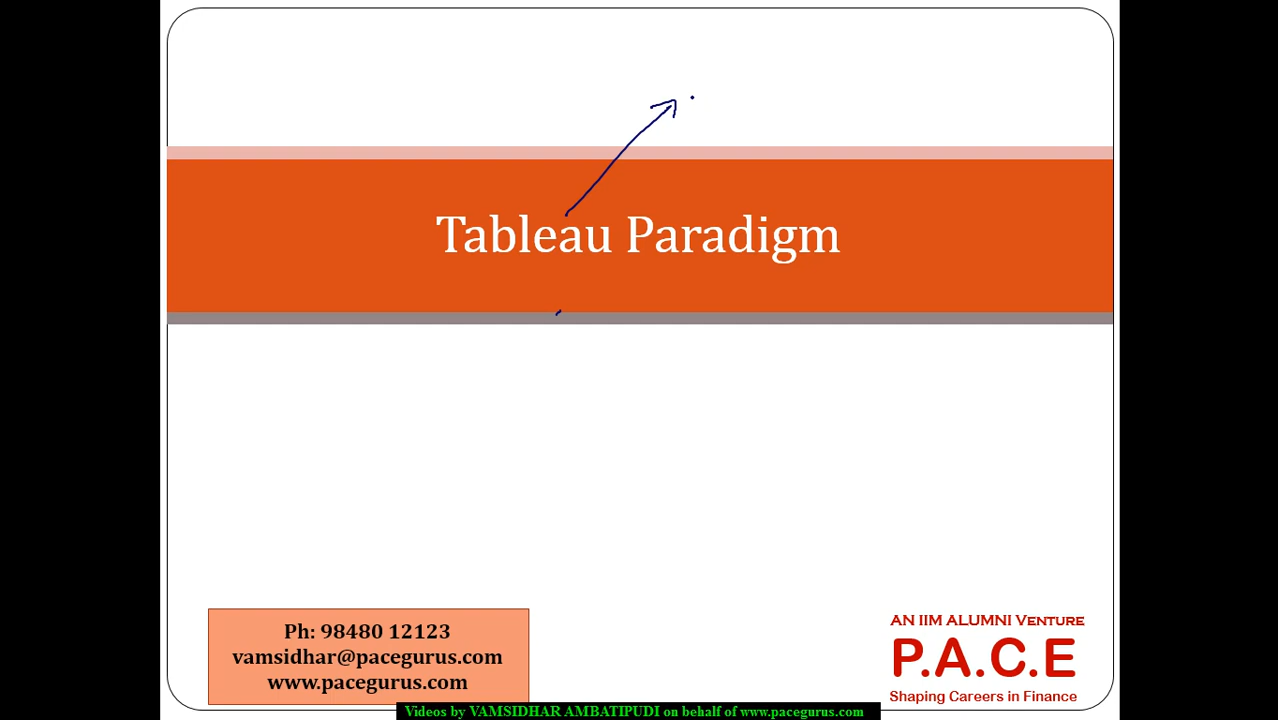 Tableau Paradigm
Ph: 98480 12123
vamsidhar@pacegurus.com
www.pacegurus.com
AN IIM ALUMNI VENTURE
P.A.C.E
Shaping Careers in Finance
Videos by VAMSIDHAR AMBATIPUDI on behalf of www.pacegurus.com